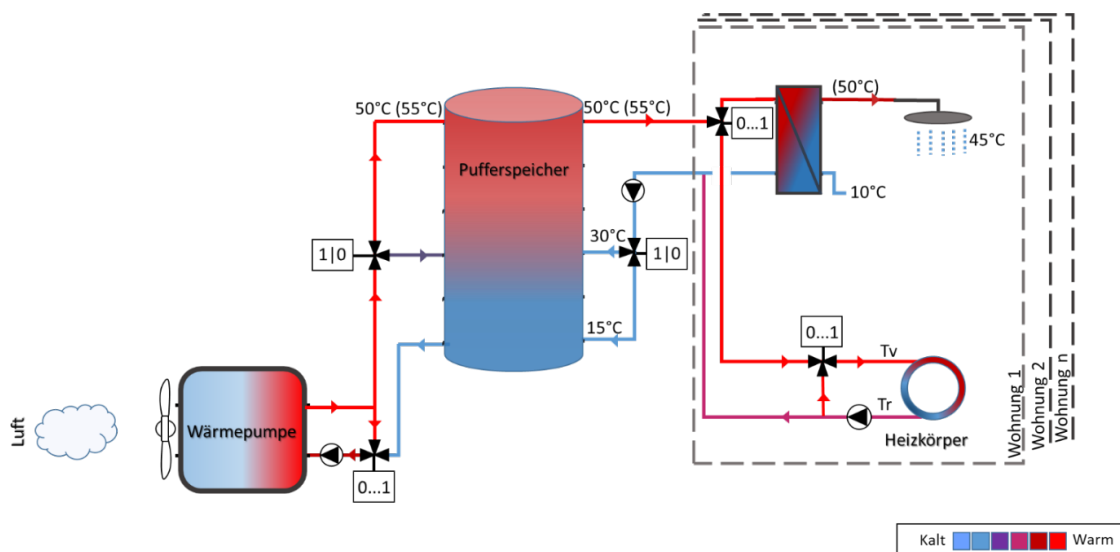 50°C (55°C)
50°C (55°C)
(50°C)
0...1
45°C
Pufferspeicher
10°C
30°C
1|0
1|0
15°C
0...1
Tv
Tr
Heizkörper
Wohnung 1
Wohnung 2
Wohnung n
Luft
Wärmepumpe
0...1
Kalt
Warm